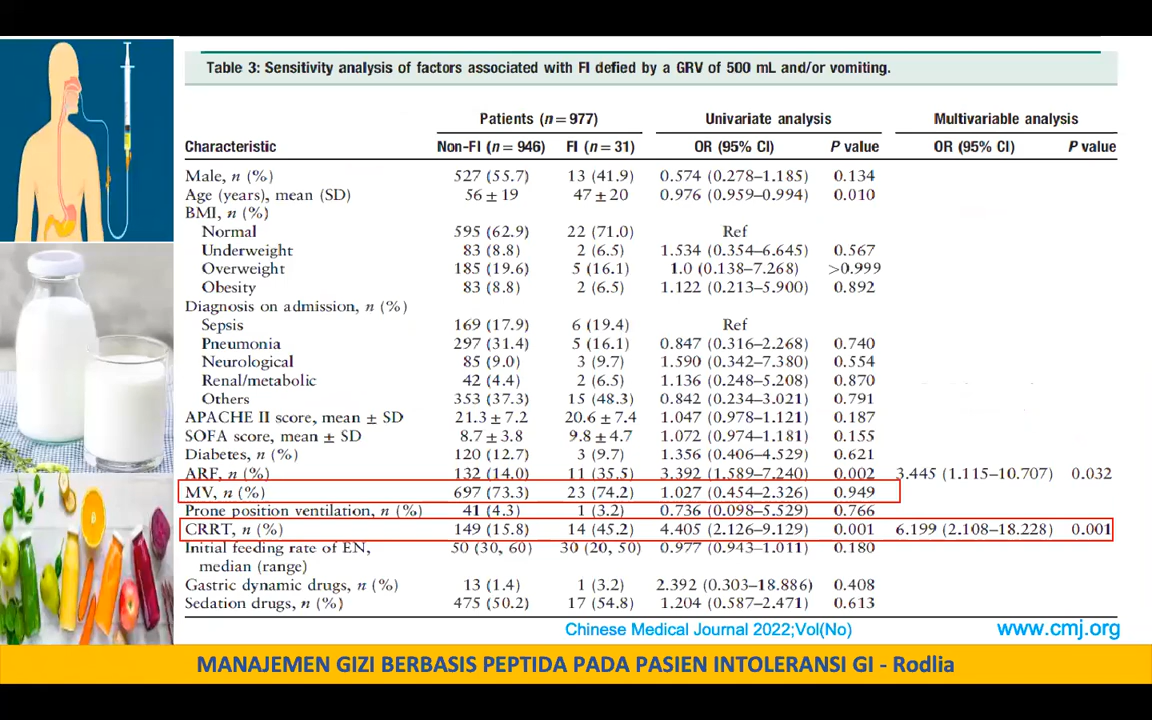 Table 3: Sensitivity analysis of factors associated with FI defied by a GRV of 500 mL and/or vomiting.
Patients (n = 977) Univariate analysis Multivariable analysis
Characteristic Non-FI (n = 946) FI (n = 31) OR (95% CI) P value OR (95% CI) P value
Male, n (%) 527 (55.7) 13 (41.9) 0.574 (0.278–1.185) 0.134
Age (years), mean (SD) 56 ± 19 47 ± 20 0.976 (0.959–0.994) 0.010
BMI, n (%)
Normal 595 (62.9) 22 (71.0) Ref
Underweight 83 (8.8) 2 (6.5) 1.534 (0.354–6.645) 0.567
Overweight 185 (19.6) 5 (16.1) 1.0 (0.138–7.268) >0.999
Obesity 83 (8.8) 2 (6.5) 1.122 (0.213–5.900) 0.892
Diagnosis on admission, n (%)
Sepsis 169 (17.9) 6 (19.4) Ref
Pneumonia 297 (31.4) 5 (16.1) 0.847 (0.316–2.268) 0.740
Neurological 85 (9.0) 3 (9.7) 1.590 (0.342–7.380) 0.554
Renal/metabolic 42 (4.4) 2 (6.5) 1.136 (0.248–5.208) 0.870
Others 353 (37.3) 15 (48.3) 0.842 (0.234–3.021) 0.791
APACHE II score, mean ± SD 21.3 ± 7.2 20.6 ± 7.4 1.047 (0.978–1.121) 0.187
SOFA score, mean ± SD 8.7 ± 3.8 9.8 ± 4.7 1.072 (0.974–1.181) 0.155
Diabetes, n (%) 120 (12.7) 3 (9.7) 1.356 (0.406–4.529) 0.621
ARF, n (%) 132 (14.0) 11 (35.5) 3.392 (1.589–7.240) 0.002 3.445 (1.115–10.707) 0.032
MV, n (%) 697 (73.3) 23 (74.2) 1.027 (0.454–2.326) 0.949
Prone position ventilation, n (%) 41 (4.3) 1 (3.2) 0.736 (0.098–5.529) 0.766
CRRT, n (%) 149 (15.8) 14 (45.2) 4.405 (2.126–9.129) 0.001 6.199 (2.108–18.228) 0.001
Initial feeding rate of EN, 50 (30, 60) 30 (20, 50) 0.977 (0.943–1.011) 0.180
median (range)
Gastric dynamic drugs, n (%) 13 (1.4) 1 (3.2) 2.392 (0.303–18.886) 0.408
Sedation drugs, n (%) 475 (50.2) 17 (54.8) 1.204 (0.587–2.471) 0.613
Chinese Medical Journal 2022;Vol(No) www.cmj.org
MANAJEMEN GIZI BERBASIS PEPTIDA PADA PASIEN INTOLERANSI GI - Rodlia